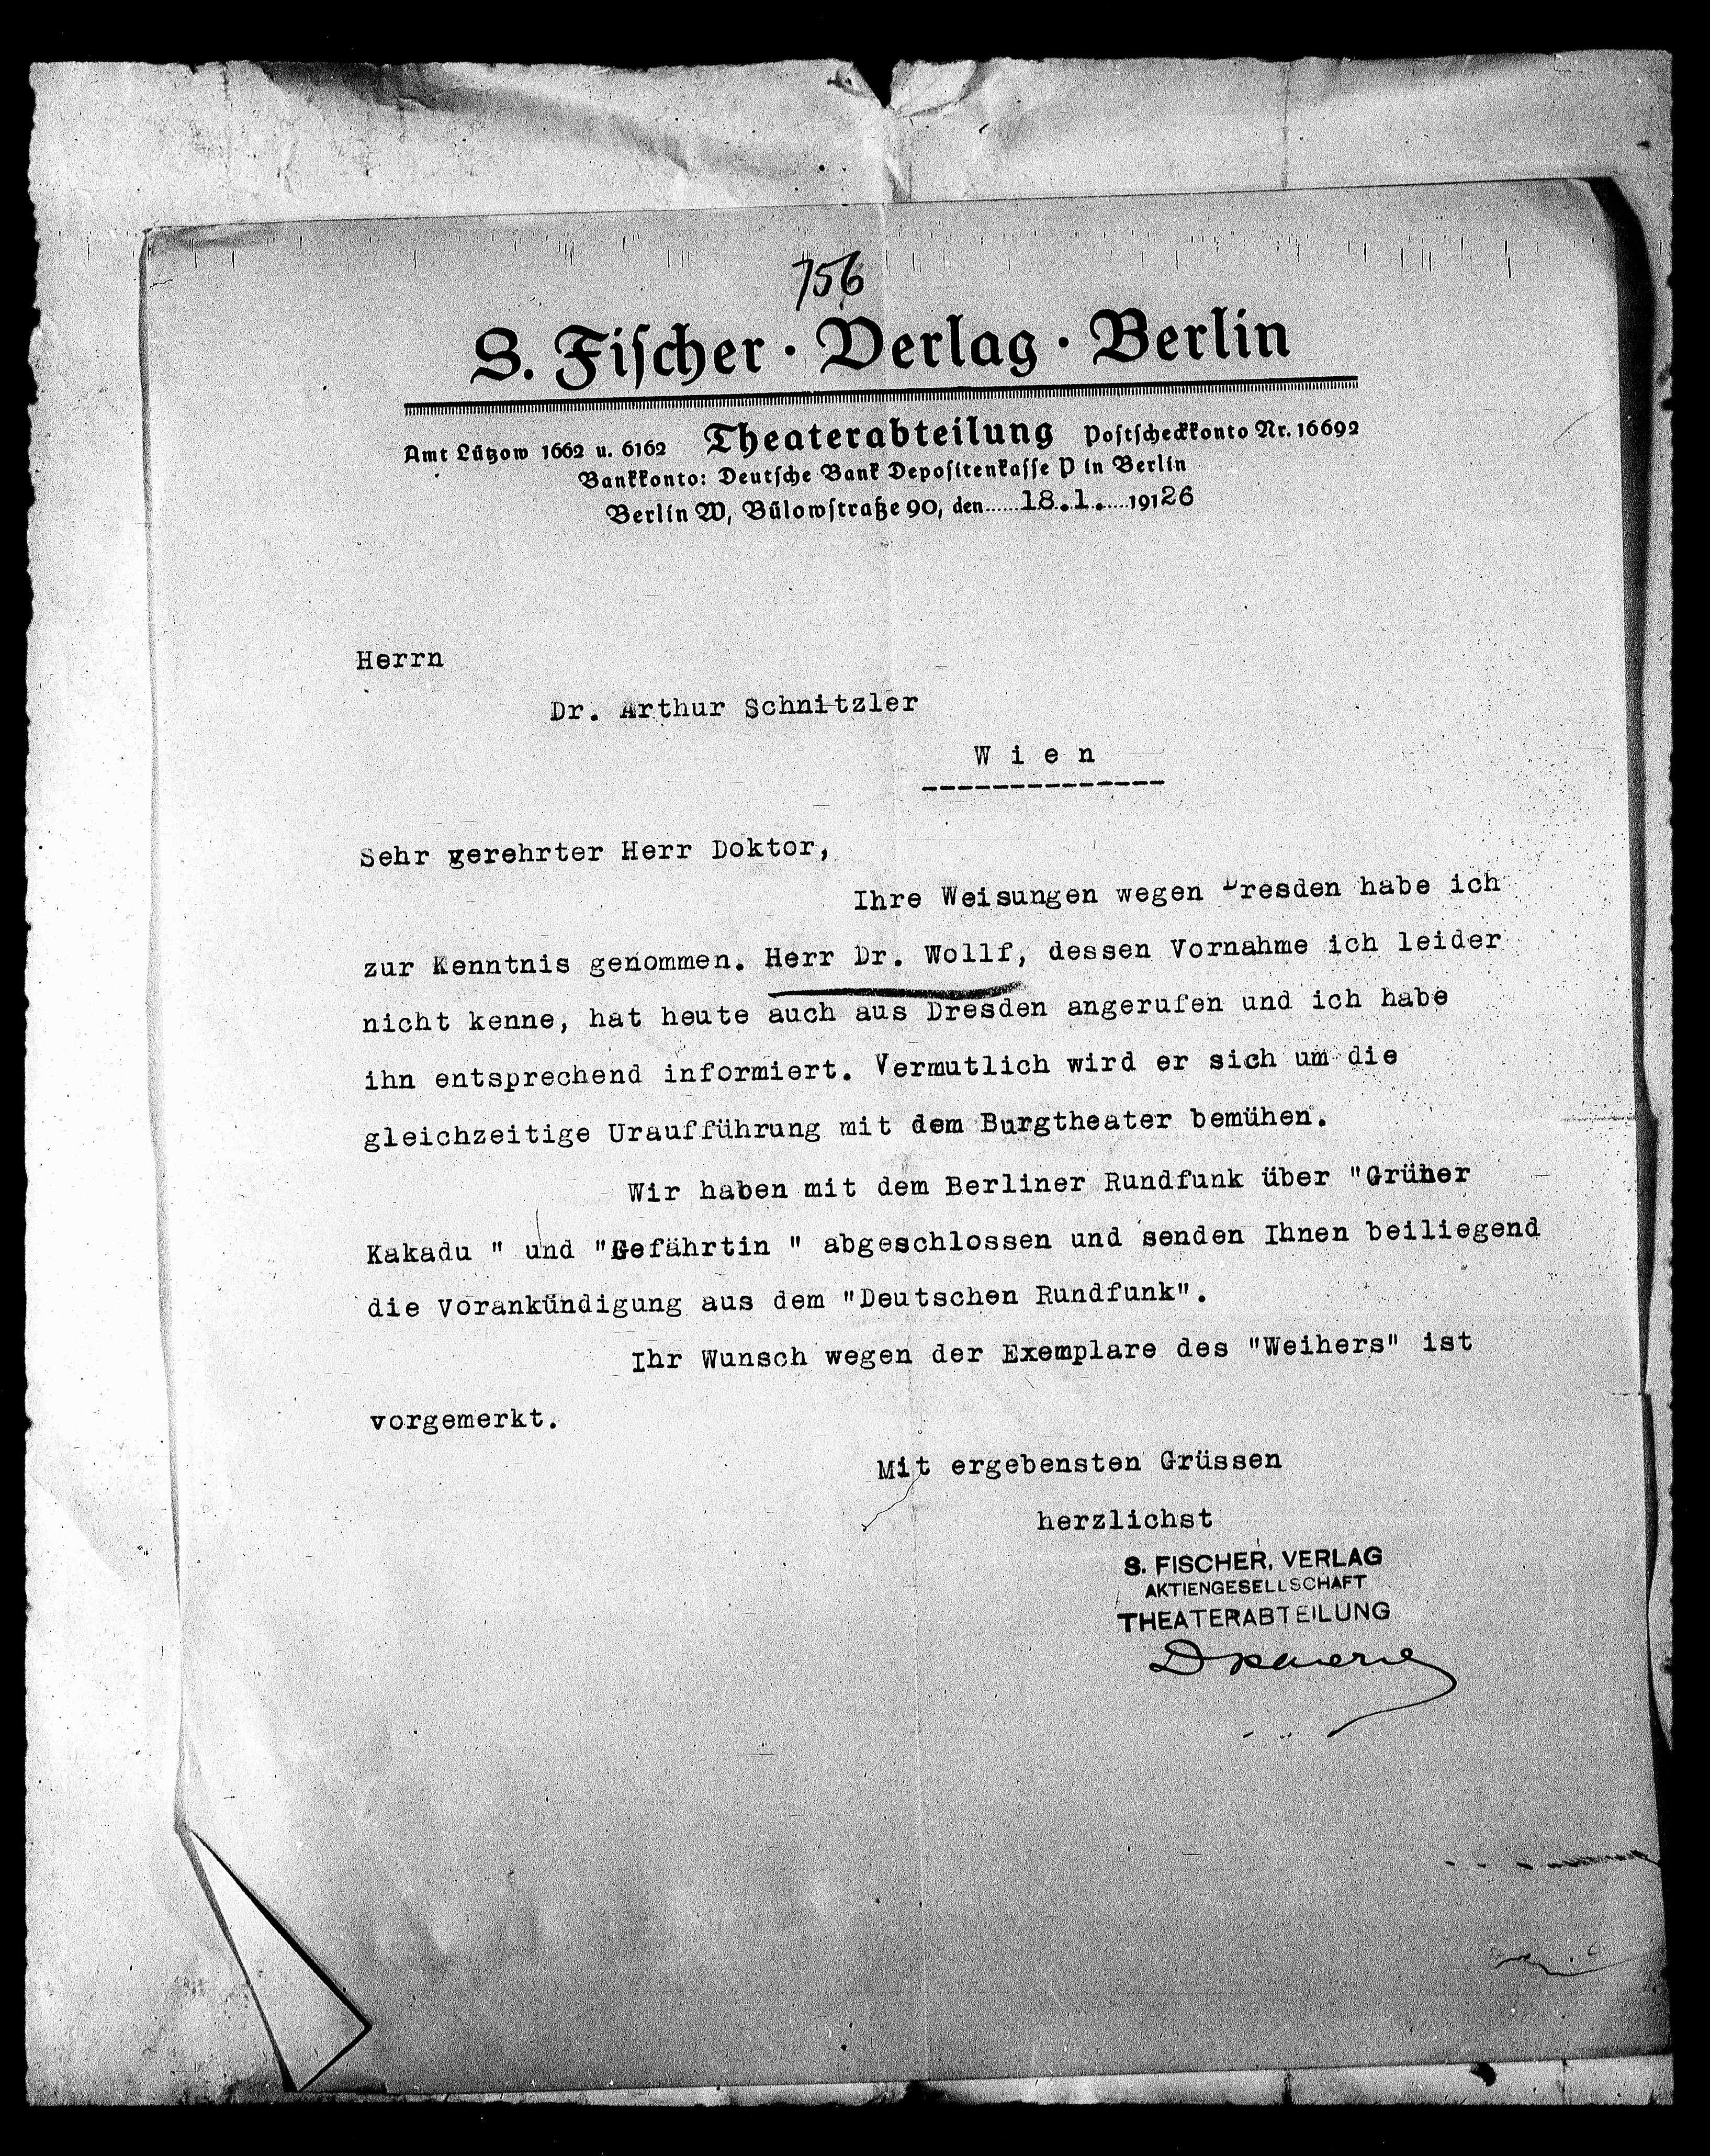 756
S. Fischer · Verlag · Berlin
Amt Lützow 1662 u. 6162 Theaterabteilung Postscheckkonto Nr. 16692
Bankkonto: Deutsche Bank Depositenkasse P in Berlin
Berlin W, Bülowstraße 90, den 18.1. 19126
Herrn
Dr. Arthur Schnitzler
W i e n
--------------
Sehr verehrter Herr Doktor,
Ihre Weisungen wegen Dresden habe ich
zur Kenntnis genommen. Herr Dr. Wollf, dessen Vornahme ich leider
nicht kenne, hat heute auch aus Dresden angerufen und ich habe
ihn entsprechend informiert. Vermutlich wird er sich um die
gleichzeitige Uraufführung mit dem Burgtheater bemühen.
Wir haben mit dem Berliner Rundfunk über "Grüner
Kakadu " und "Gefährtin " abgeschlossen und senden Ihnen beiliegend
die Vorankündigung aus dem "Deutschen Rundfunk".
Ihr Wunsch wegen der Exemplare des "Weihers" ist
vorgemerkt.
Mit ergebensten Grüssen
herzlichst
S. FISCHER, VERLAG
AKTIENGESELLSCHAFT
THEATERABTEILUNG